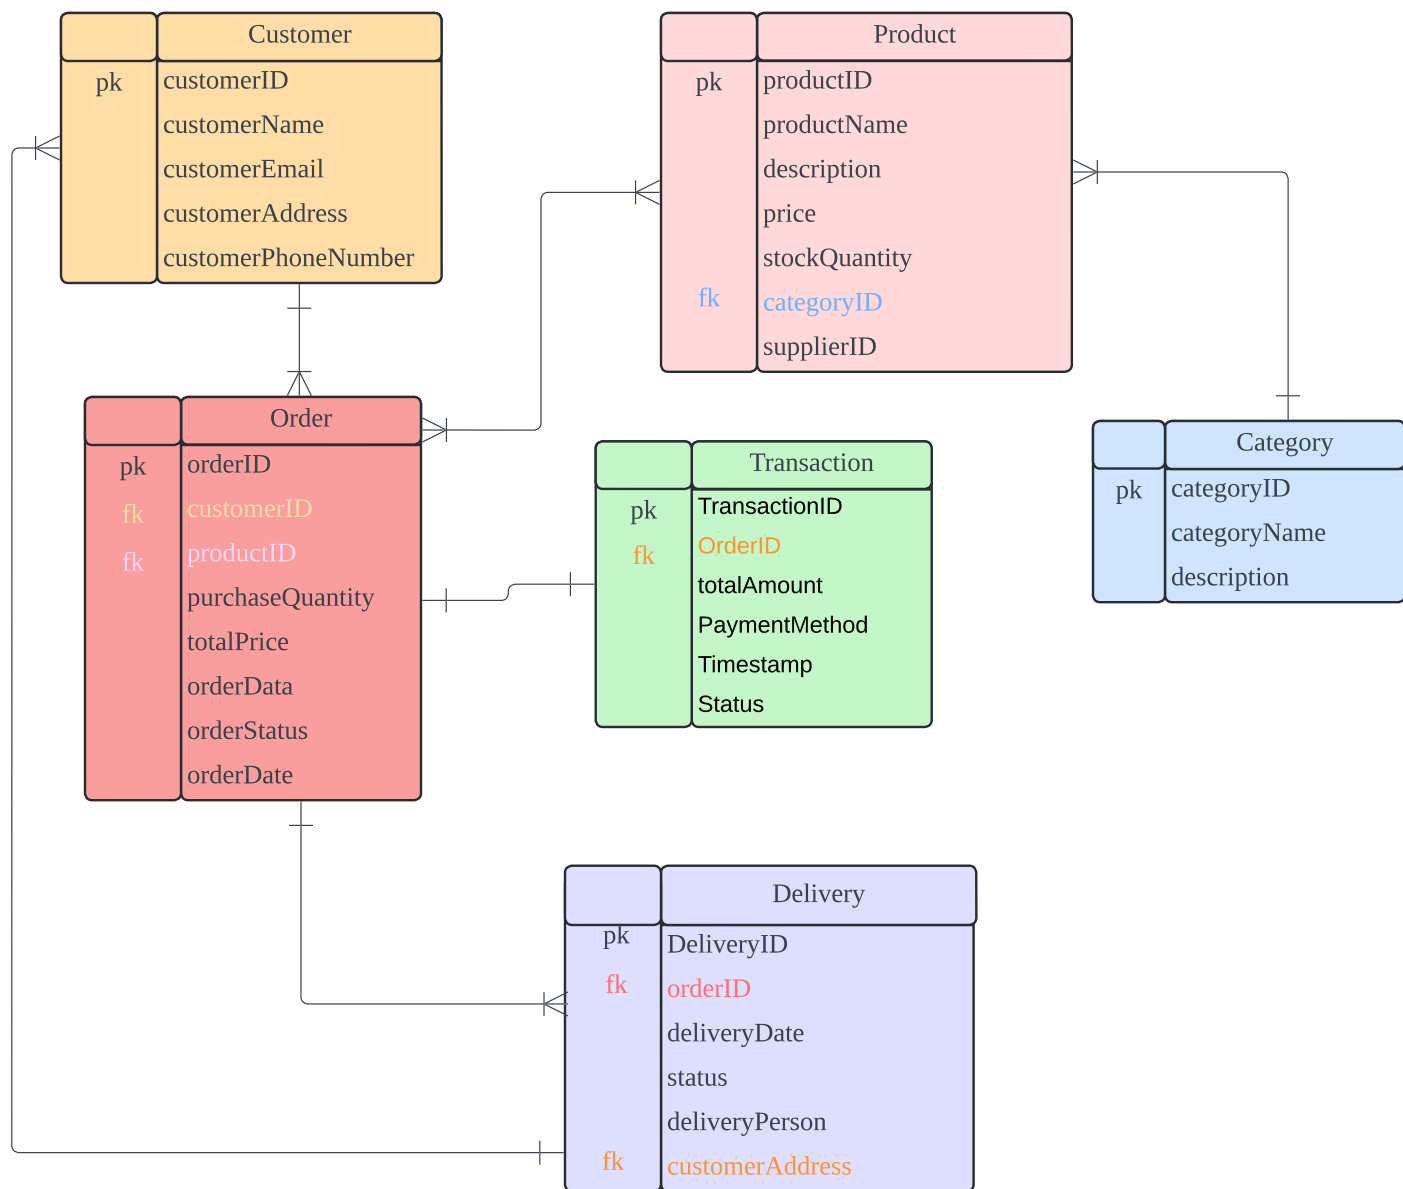 Customer
pk customerID
customerName
customerEmail
customerAddress
customerPhoneNumber
Product
pk productID
productName
description
price
stockQuantity
fk categoryID
supplierID
Order
pk orderID
fk customerID
fk productID
purchaseQuantity
totalPrice
orderData
orderStatus
orderDate
Transaction
pk TransactionID
fk OrderID
totalAmount
PaymentMethod
Timestamp
Status
Category
pk categoryID
categoryName
description
Delivery
pk DeliveryID
fk orderID
deliveryDate
status
deliveryPerson
fk customerAddress